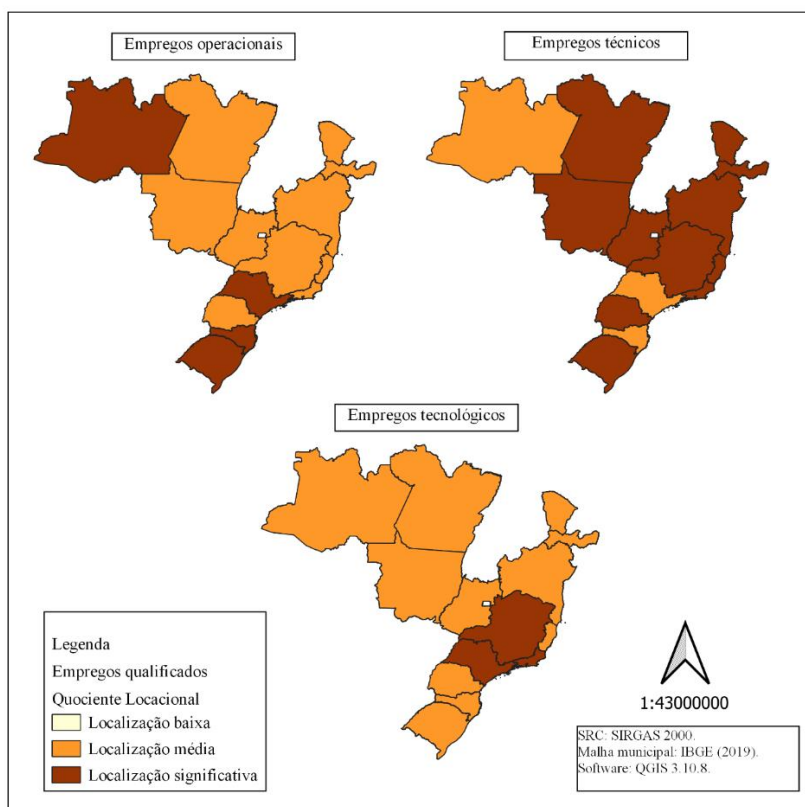 Empregos operacionais
Empregos técnicos
Empregos tecnológicos
Legenda
Empregos qualificados
Quociente Locacional
Localização baixa
Localização média
Localização significativa
1:43000000
SRC: SIRGAS 2000.
Malha municipal: IBGE (2019).
Software: QGIS 3.10.8.